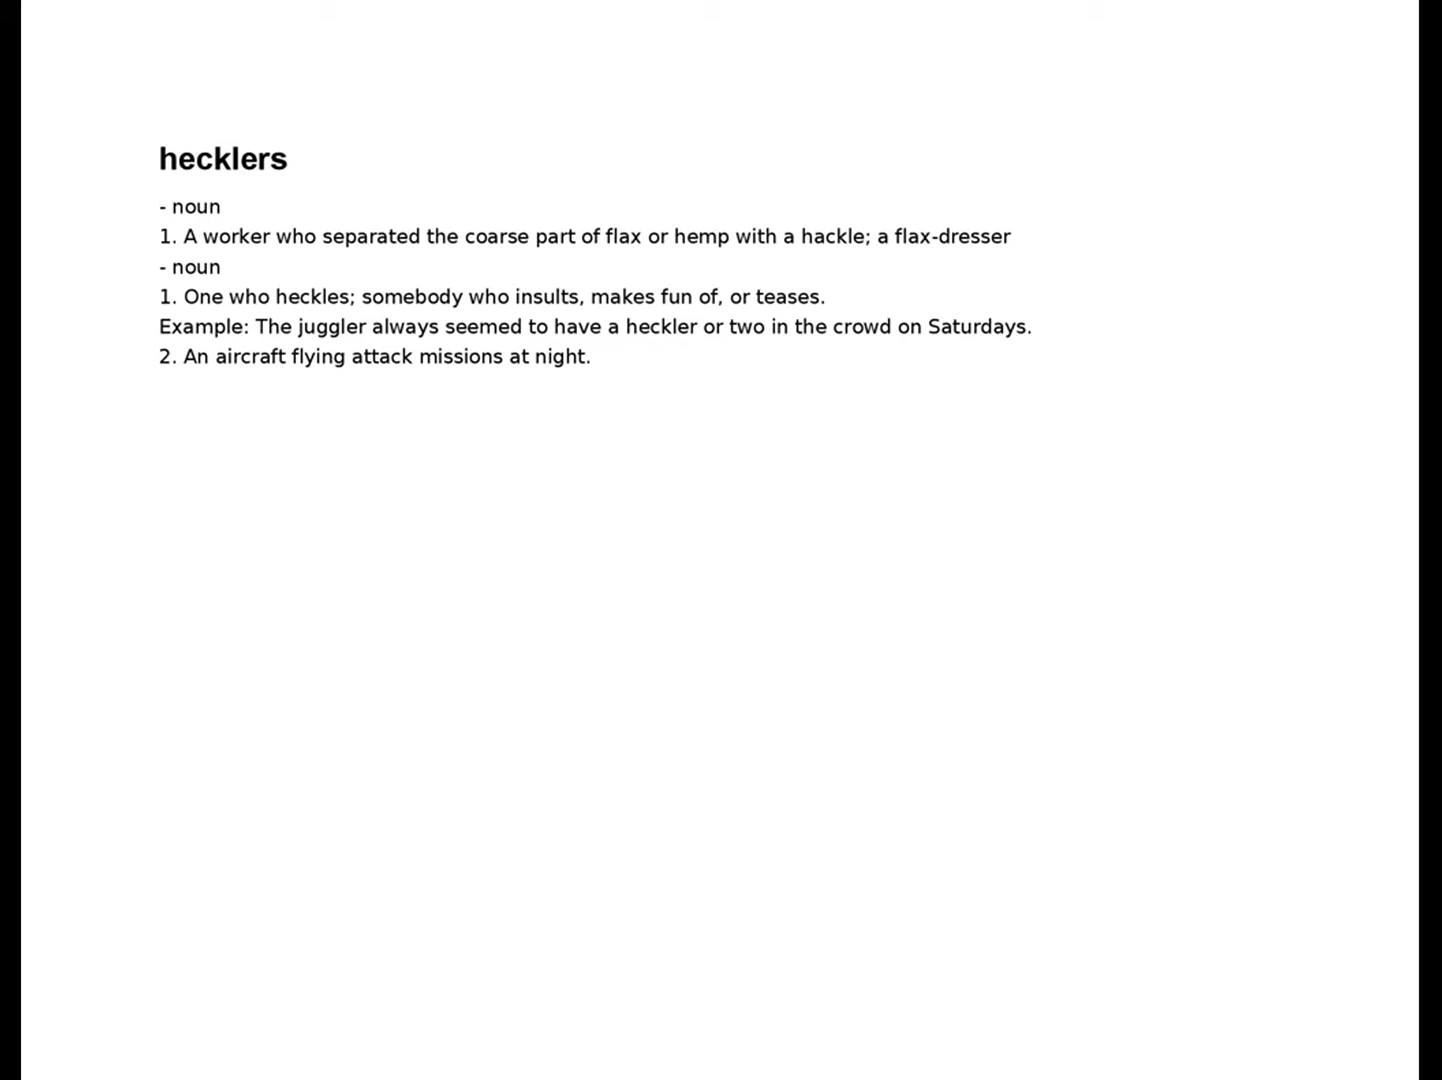 hecklers
- noun
1. A worker who separated the coarse part of flax or hemp with a hackle; a flax-dresser
- noun
1. One who heckles; somebody who insults, makes fun of, or teases.
Example: The juggler always seemed to have a heckler or two in the crowd on Saturdays.
2. An aircraft flying attack missions at night.